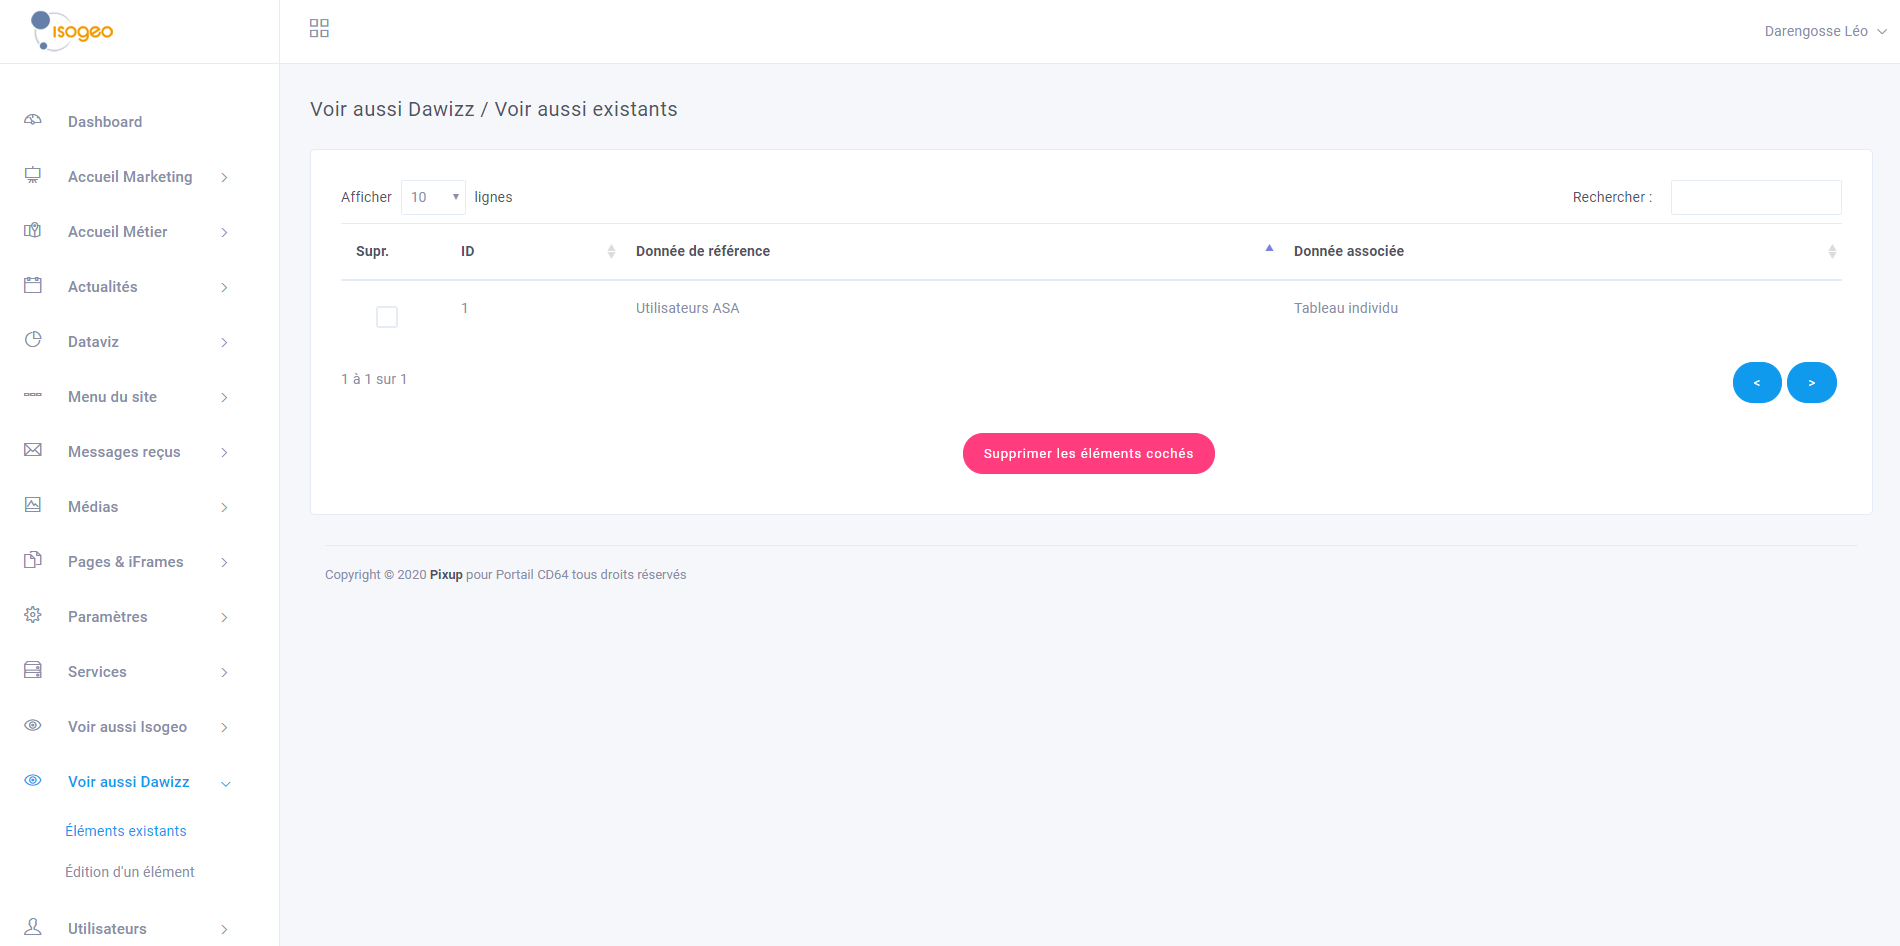 isogeo
Darengosse Léo
Dashboard
Accueil Marketing
Accueil Métier
Actualités
Dataviz
Menu du site
Messages reçus
Médias
Pages & iFrames
Paramètres
Services
Voir aussi Isogeo
Voir aussi Dawizz
Éléments existants
Édition d'un élément
Utilisateurs
Voir aussi Dawizz / Voir aussi existants
Afficher 10 lignes
Rechercher :
Supr. ID Donnée de référence Donnée associée
1 Utilisateurs ASA Tableau individu
1 à 1 sur 1
< >
Supprimer les éléments cochés
Copyright © 2020 Pixup pour Portail CD64 tous droits réservés